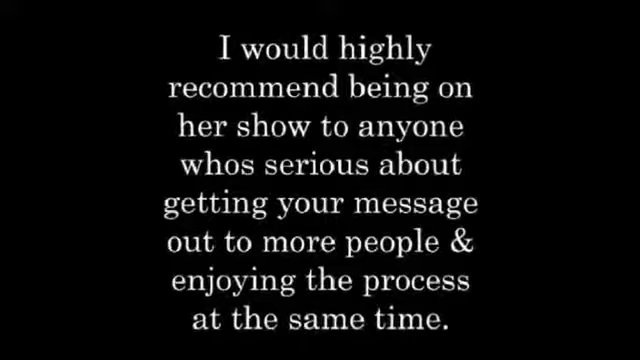 I would highly
recommend being on
her show to anyone
whos serious about
getting your message
out to more people &
enjoying the process
at the same time.